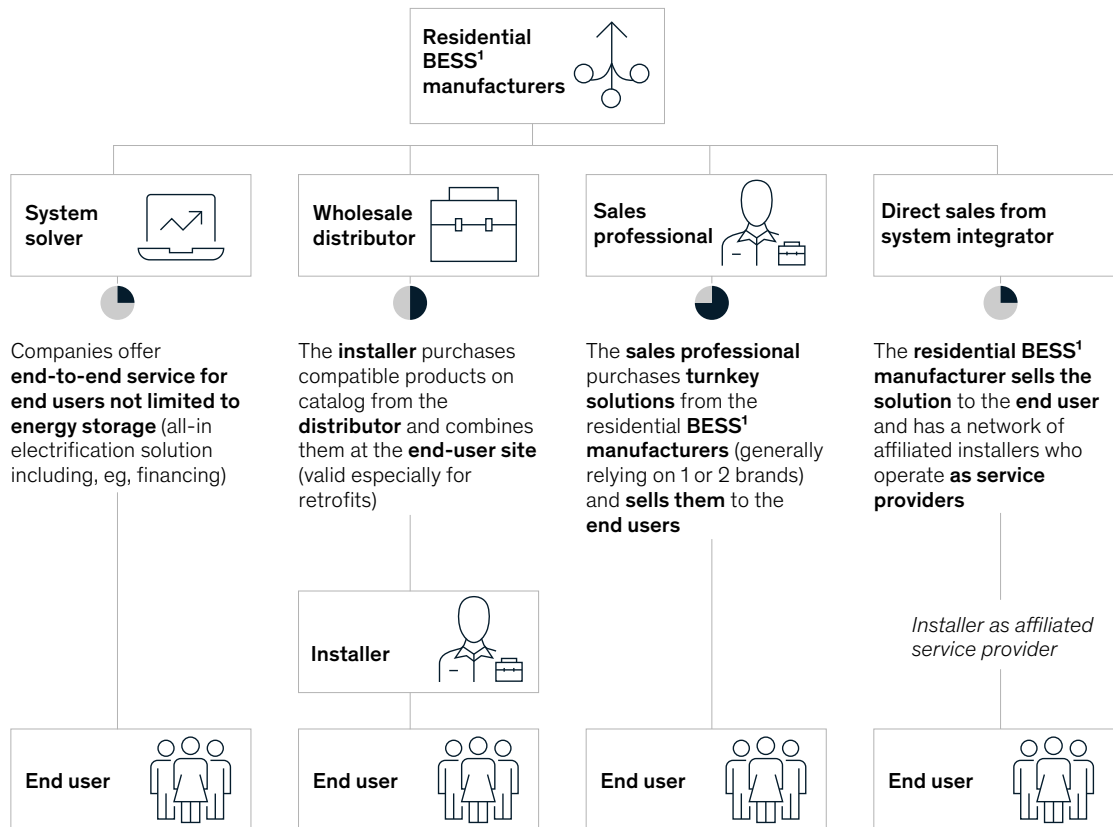 Residential
BESS¹
manufacturers
System
solver
Wholesale
distributor
Sales
professional
Direct sales from
system integrator
Companies offer
end-to-end service for
end users not limited to
energy storage (all-in
electrification solution
including, eg, financing)
The installer purchases
compatible products on
catalog from the
distributor and combines
them at the end-user site
(valid especially for
retrofits)
The sales professional
purchases turnkey
solutions from the
residential BESS¹
manufacturers (generally
relying on 1 or 2 brands)
and sells them to the
end users
The residential BESS¹
manufacturer sells the
solution to the end user
and has a network of
affiliated installers who
operate as service
providers
Installer
Installer as affiliated
service provider
End user
End user
End user
End user